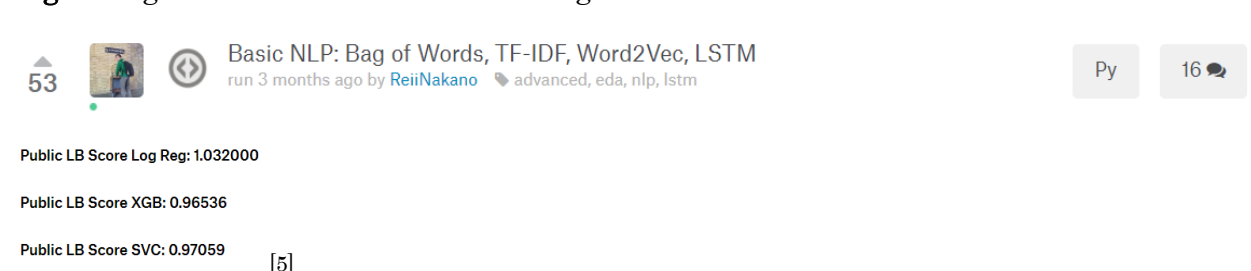 53
Basic NLP: Bag of Words, TF-IDF, Word2Vec, LSTM
run 3 months ago by ReiiNakano advanced, eda, nlp, lstm
Py
16
Public LB Score Log Reg: 1.032000
Public LB Score XGB: 0.96536
Public LB Score SVC: 0.97059
[5]